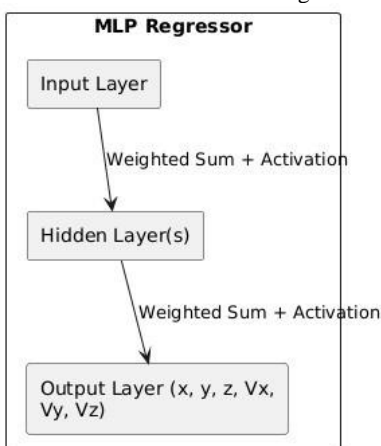 MLP Regressor
Input Layer
Weighted Sum + Activation
Hidden Layer(s)
Weighted Sum + Activation
Output Layer (x, y, z, Vx,
Vy, Vz)